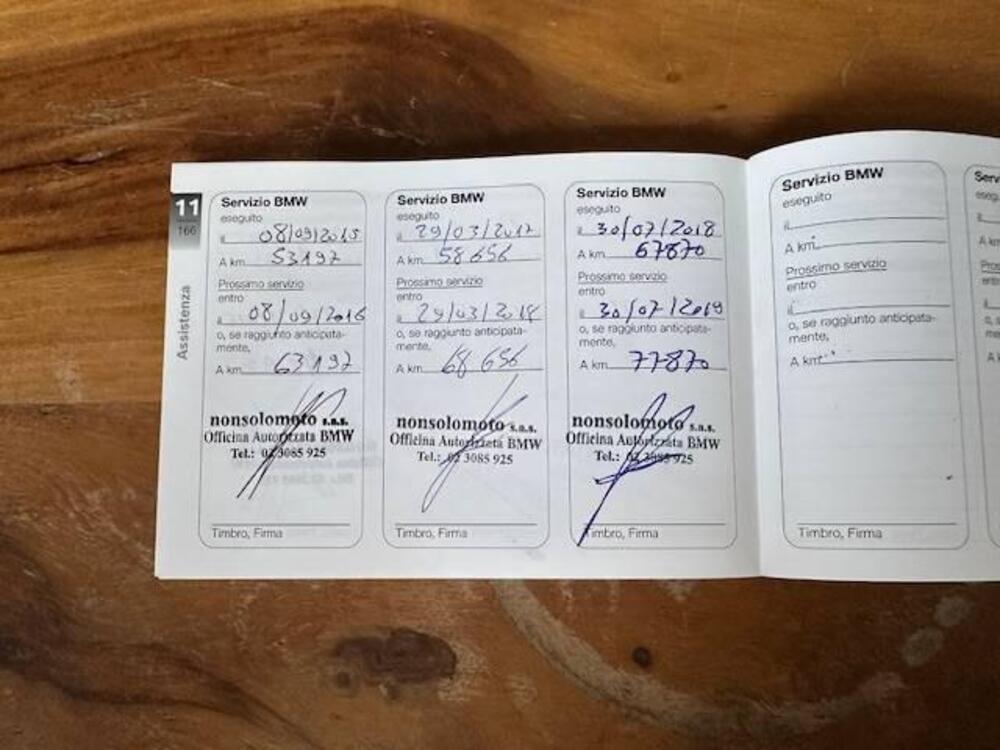 11
166
Assistenza
Servizio BMW
eseguito
il 08/09/2015
A km 53197
Prossimo servizio
entro
il 08/09/2016
o, se raggiunto anticipata-
mente,
A km 63197
nonsolomoto s.a.s.
Officina Autorizzata BMW
Tel.: 02 3085 925
Timbro, Firma
Servizio BMW
eseguito
il 29/03/2017
A km 58656
Prossimo servizio
entro
il 29/03/2018
o, se raggiunto anticipata-
mente,
A km 68656
nonsolomoto s.a.s.
Officina Autorizzata BMW
Tel.: 02 3085 925
Timbro, Firma
Servizio BMW
eseguito
il 30/07/2018
A km 67870
Prossimo servizio
entro
il 30/07/2019
o, se raggiunto anticipata-
mente,
A km 77870
nonsolomoto s.a.s.
Officina Autorizzata BMW
Tel.: 02 3085 925
Timbro, Firma
Servizio BMW
eseguito
il
A km
Prossimo servizio
entro
il
o, se raggiunto anticipata-
mente,
A km
Timbro, Firma